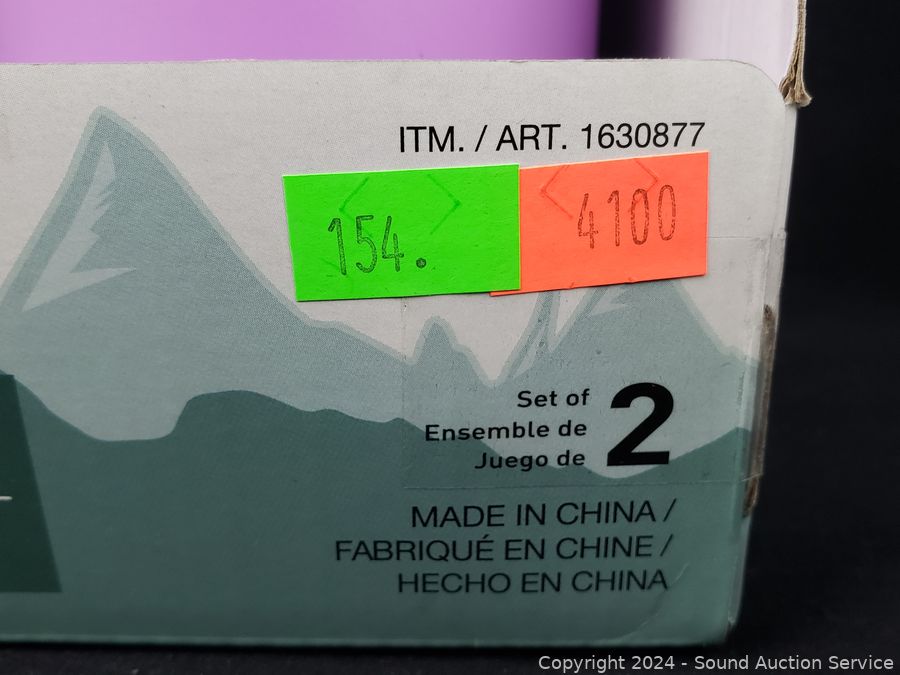 ITM. / ART. 1630877
154.
4100
Set of
Ensemble de
Juego de
2
MADE IN CHINA /
FABRIQUÉ EN CHINE /
HECHO EN CHINA
Copyright 2024 - Sound Auction Service